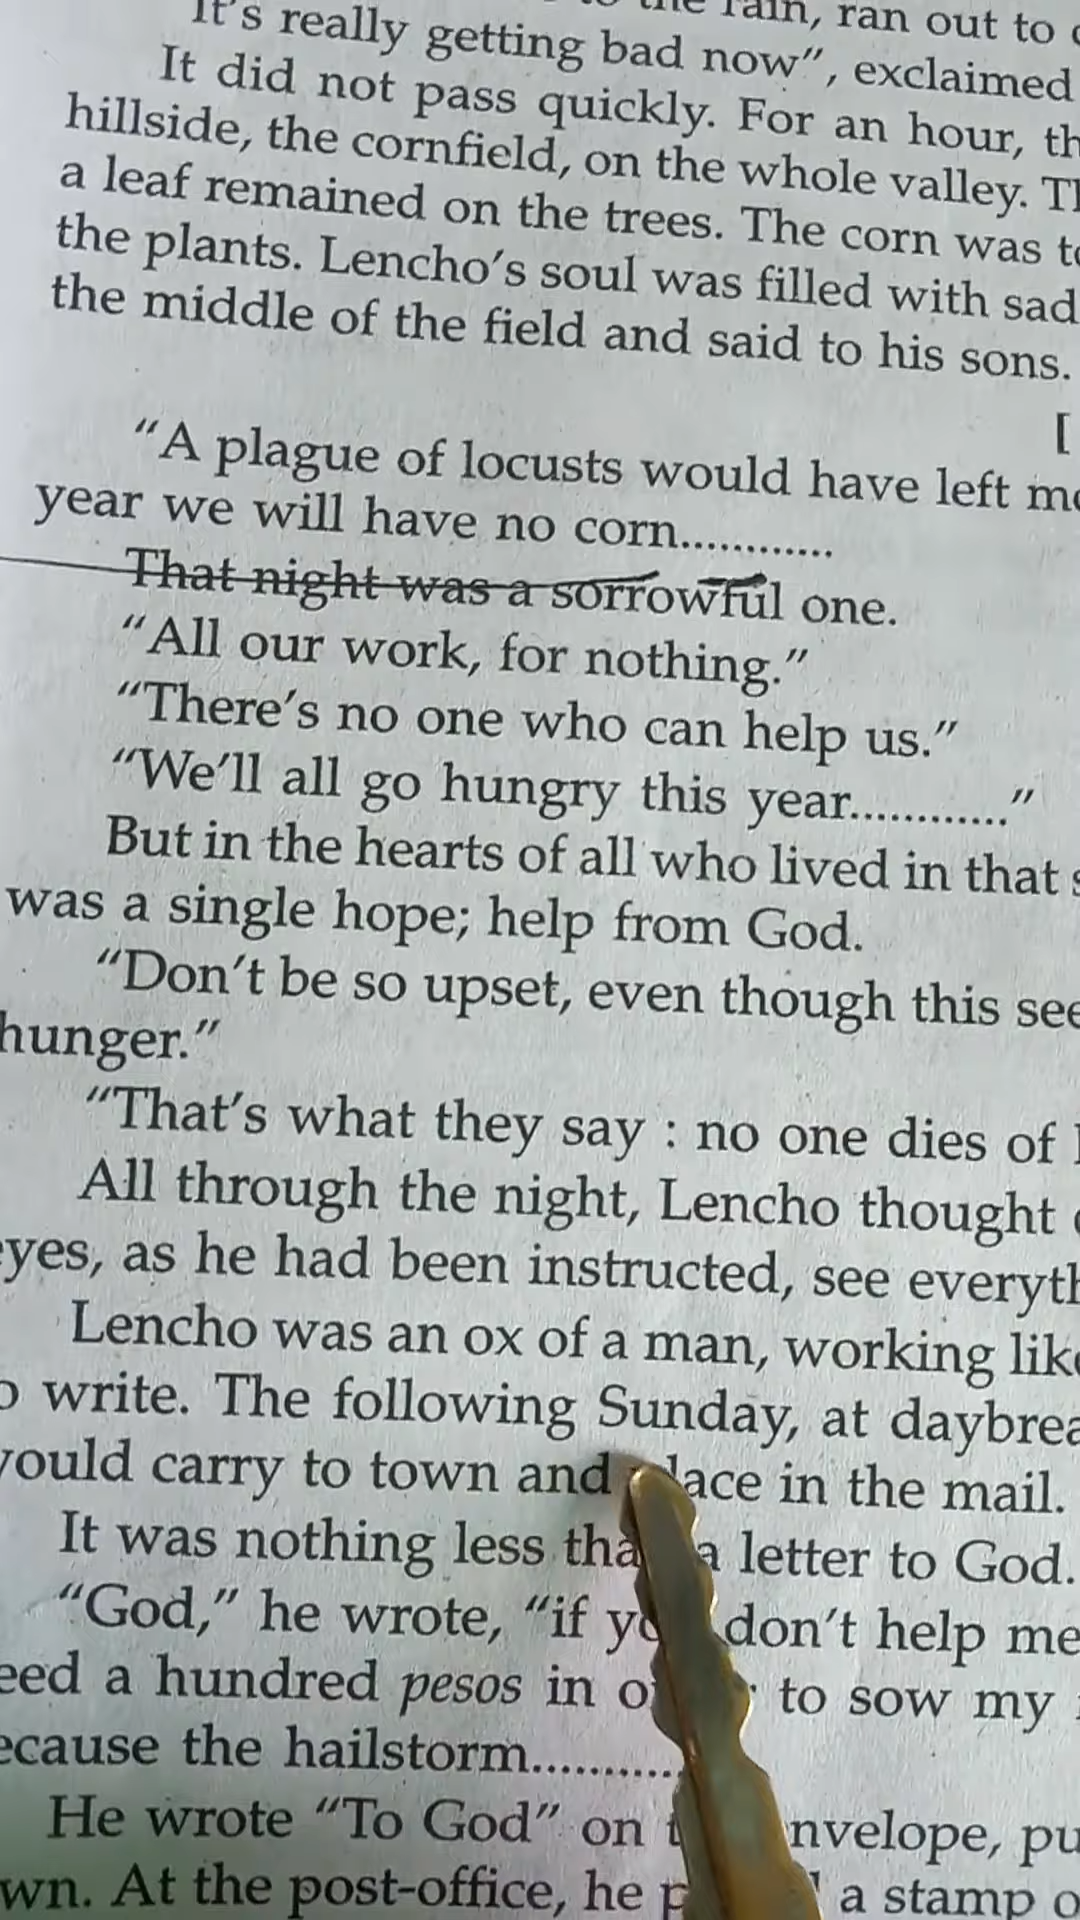 It's really getting bad now", exclaimed
the rain, ran out to
It did not pass quickly. For an hour,
hillside, the cornfield, on the whole valley.
a leaf remained on the trees. The corn was
the plants. Lencho's soul was filled with
the middle of the field and said to his sons.
[
"A plague of locusts would have left
year we will have no corn............
That night was a sorrowful one.
"All our work, for nothing."
"There's no one who can help us."
"We'll all go hungry this year............"
But in the hearts of all who lived in that
was a single hope; help from God.
"Don't be so upset, even though this
hunger."
"That's what they say : no one dies of
All through the night, Lencho thought
as he had been instructed, see
Lencho was an ox of a man, working
write. The following Sunday, at
carry to town and in the mail.
It was nothing less a letter to God.
"God," he wrote, "if don't help me
a hundred pesos in to sow my
the hailstorm............
He wrote "To God" on
At the post-office, he a stamp